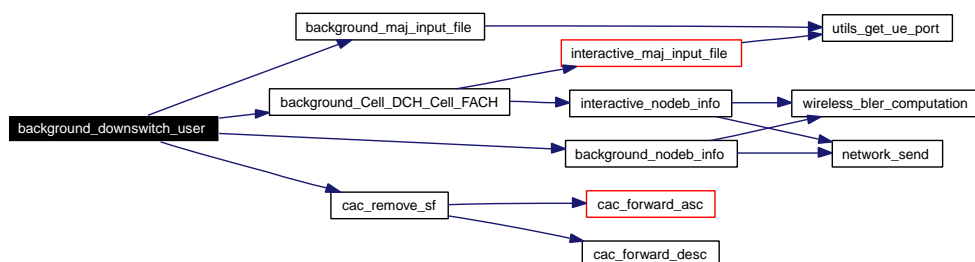 background_downswitch_user
background_maj_input_file
background_Cell_DCH_Cell_FACH
cac_remove_sf
interactive_maj_input_file
interactive_nodeb_info
background_nodeb_info
cac_forward_asc
cac_forward_desc
utils_get_ue_port
wireless_bler_computation
network_send